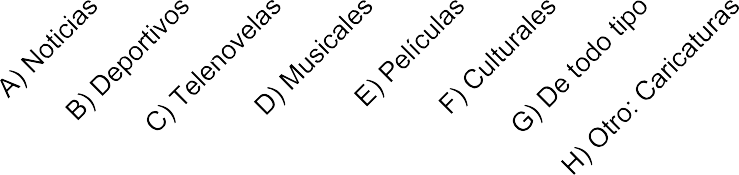 A) Noticias
B) Deportivos
C) Telenovelas
D) Musicales
E) Películas
F) Culturales
G) De todo tipo
H) Otro: Caricaturas